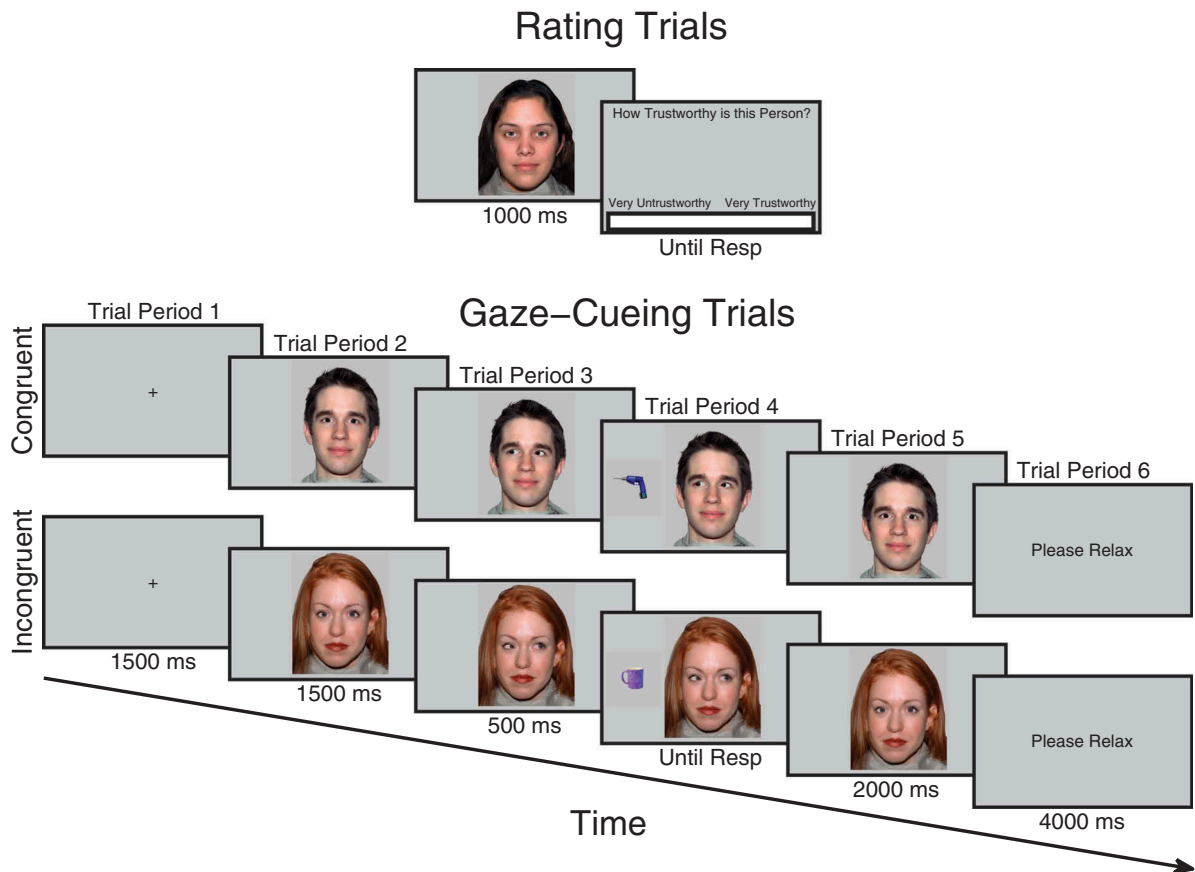 Rating Trials
How Trustworthy is this Person?
Very Untrustworthy Very Trustworthy
1000 ms
Until Resp
Gaze−Cueing Trials
Congruent
Trial Period 1
+
Trial Period 2
Trial Period 3
Trial Period 4
Trial Period 5
Trial Period 6
Please Relax
Incongruent
+
Please Relax
1500 ms
1500 ms
500 ms
Until Resp
2000 ms
4000 ms
Time